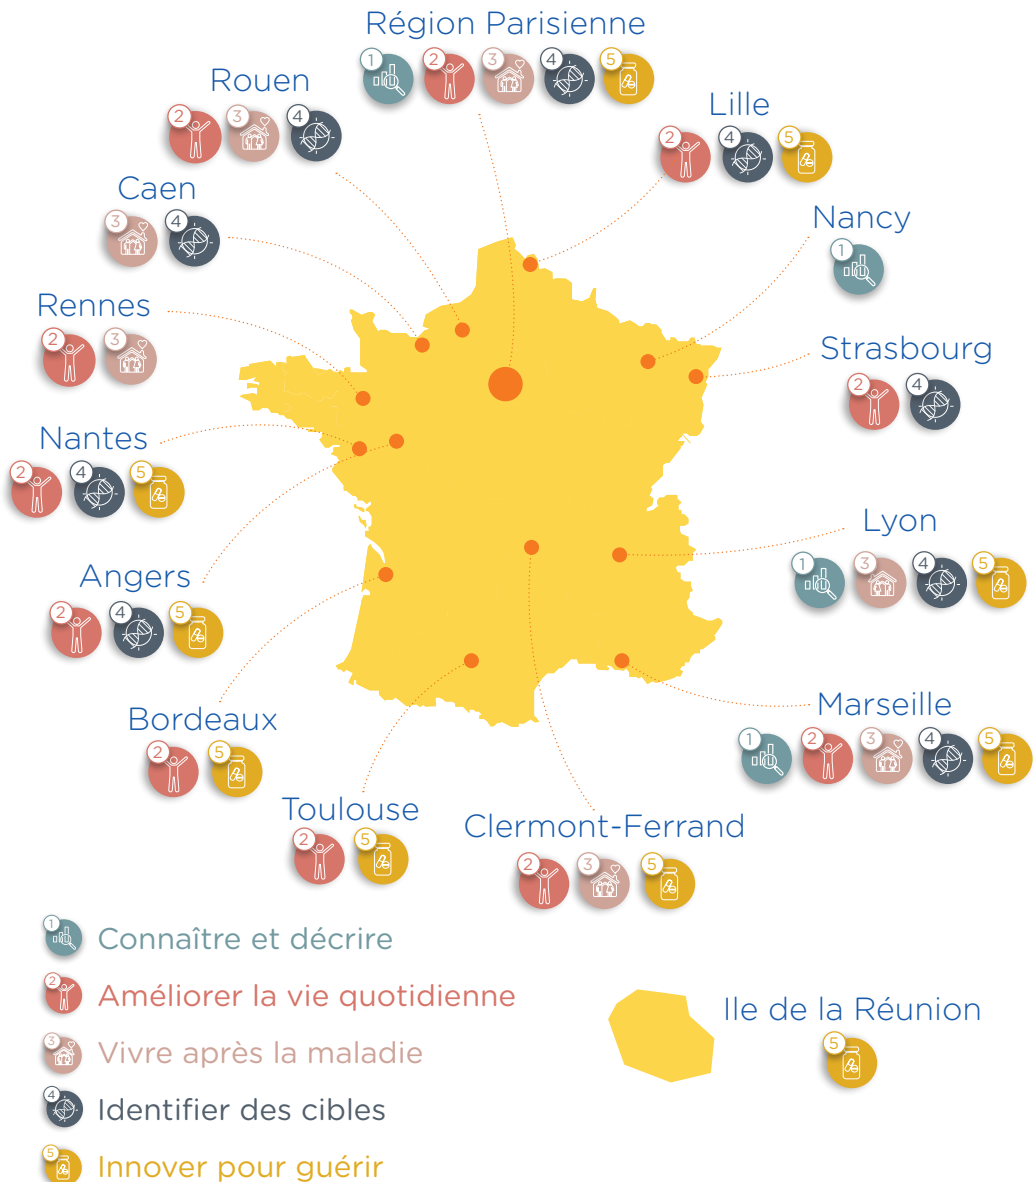 Région Parisienne
1 2 3 4 5
Rouen
2 3 4
Lille
2 4 5
Caen
3 4
Nancy
1
Rennes
2 3
Strasbourg
2 4
Nantes
2 4 5
Lyon
1 3 4 5
Angers
2 4 5
Marseille
1 2 3 4 5
Bordeaux
2 5
Toulouse
2 5
Clermont-Ferrand
2 3 5
1 Connaître et décrire
2 Améliorer la vie quotidienne
3 Vivre après la maladie
4 Identifier des cibles
5 Innover pour guérir
Ile de la Réunion
5